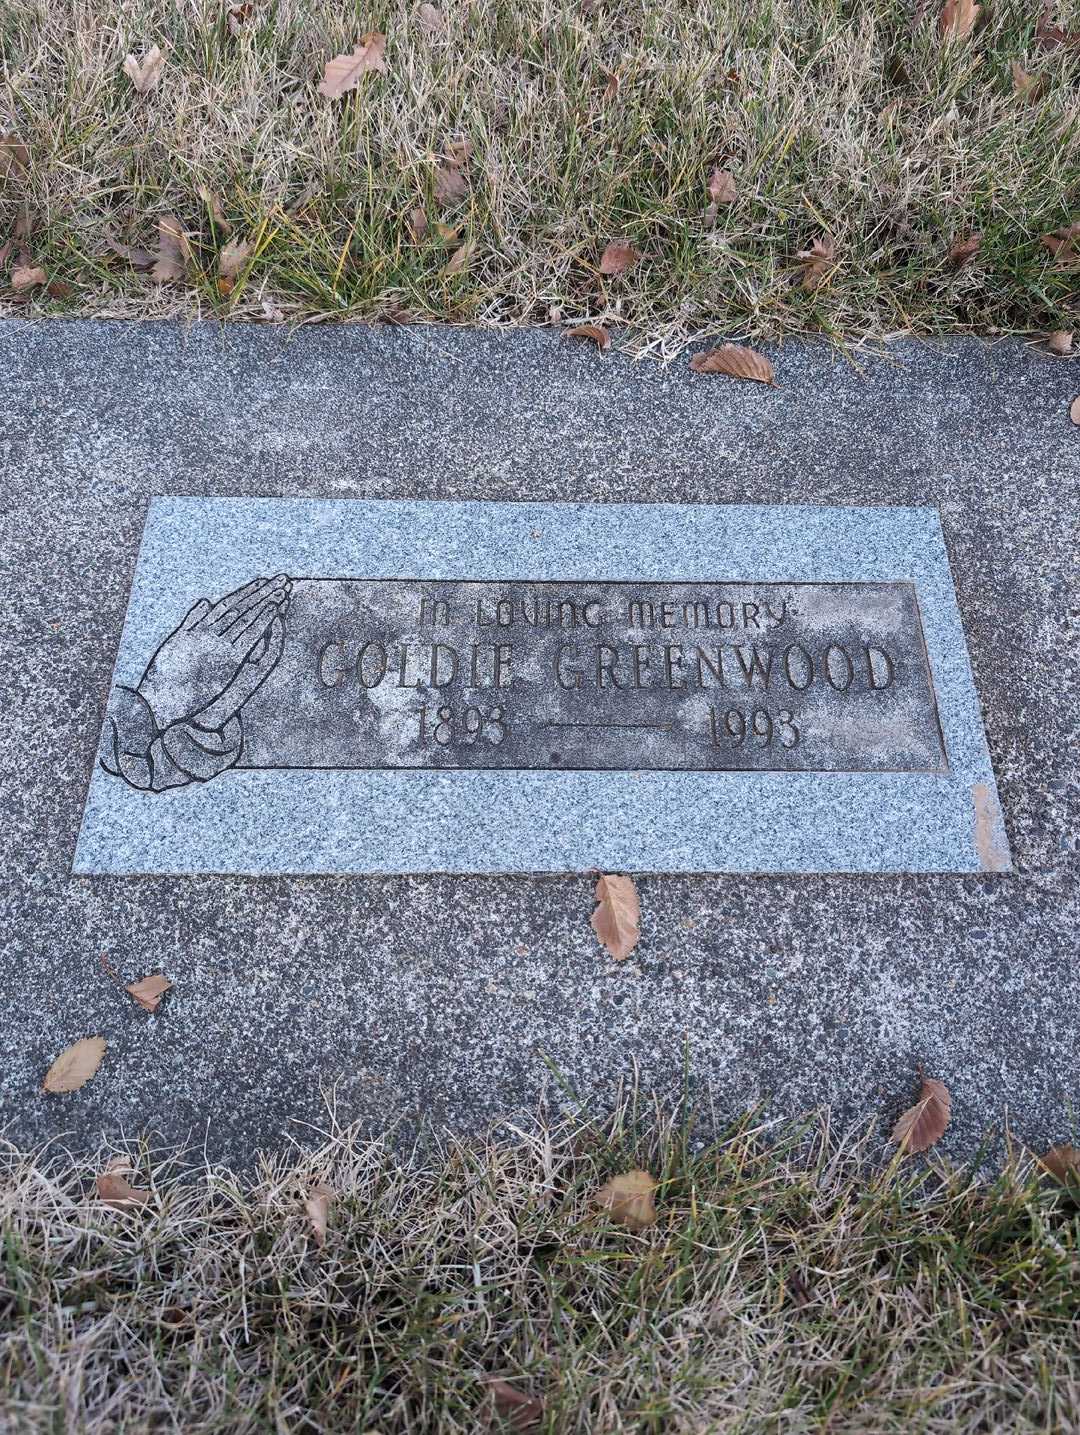 IN LOVING MEMORY
GOLDIE GREENWOOD
1893 — 1993